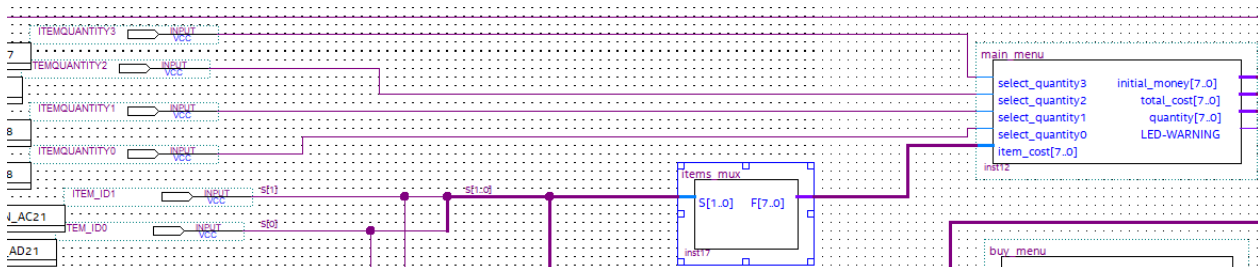 ITEMQUANTITY3 INPUT
VCC
7
TEMQUANTITY2 INPUT
VCC
ITEMQUANTITY1 INPUT
VCC
8
ITEMQUANTITY0 INPUT
VCC
8
ITEM_ID1 INPUT
VCC
S[1]
S[1..0]
N_AC21
TEM_ID0 INPUT
VCC
S[0]
AD21
items_mux
S[1..0] F[7..0]
inst17
main_menu
select_quantity3 initial_money[7..0]
select_quantity2 total_cost[7..0]
select_quantity1 quantity[7..0]
select_quantity0 LED-WARNING
item_cost[7..0]
inst12
buy_menu